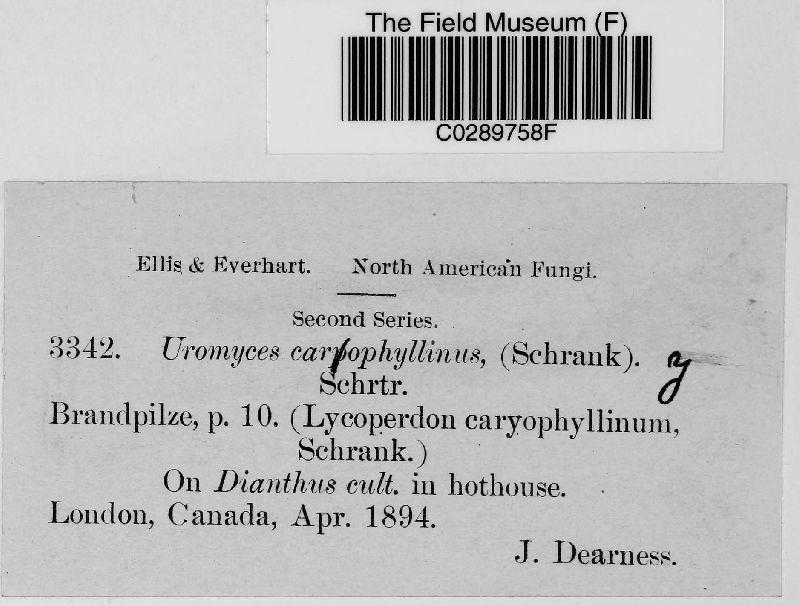 The Field Museum (F)
C0289758F
Ellis & Everhart. North American Fungi.
Second Series.
3342. Uromyces caryophyllinus, (Schrank). y
Schrtr.
Brandpilze, p. 10. (Lycoperdon caryophyllinum,
Schrank.)
On Dianthus cult. in hothouse.
London, Canada, Apr. 1894.
J. Dearness.